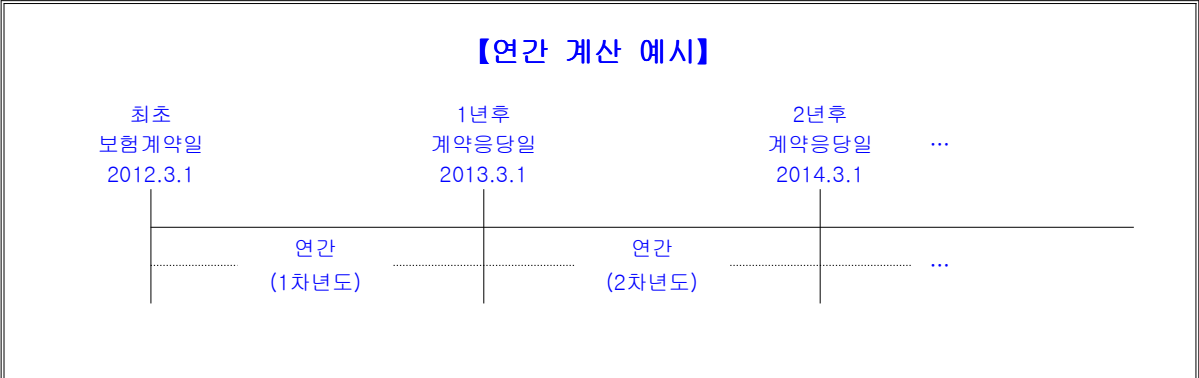 【연간 계산 예시】
최초
보험계약일
2012.3.1
1년후
계약응당일
2013.3.1
2년후
계약응당일
2014.3.1
…
연간
(1차년도)
연간
(2차년도)
…